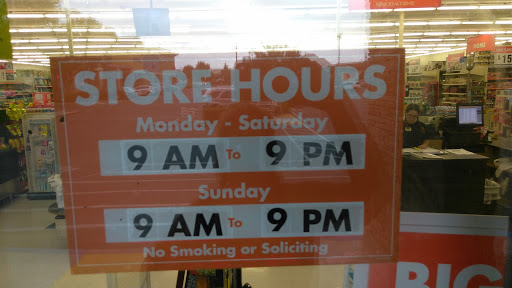 STORE HOURS
Monday - Saturday
9 AM To 9 PM
Sunday
9 AM To 9 PM
No Smoking or Soliciting
BIG